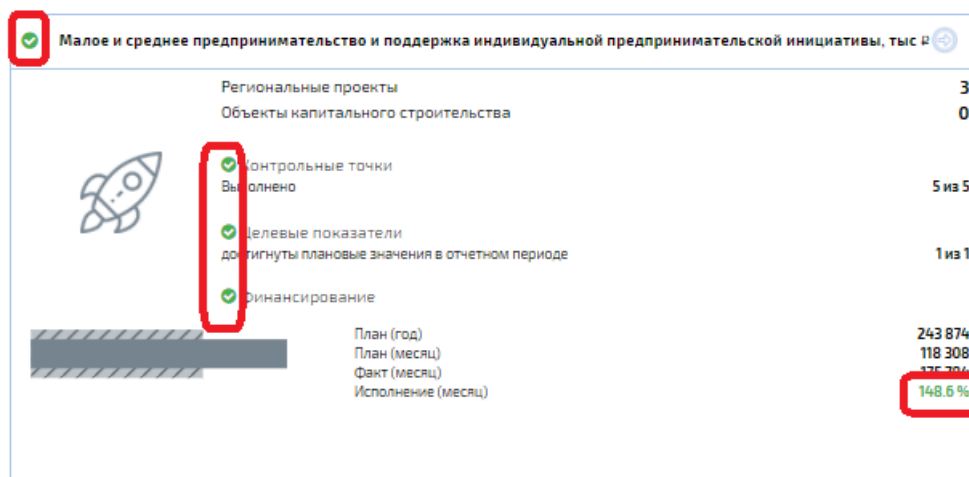 Малое и среднее предпринимательство и поддержка индивидуальной предпринимательской инициативы, тыс ₽
Региональные проекты 3
Объекты капитального строительства 0
Контрольные точки
Выполнено 5 из 5
Целевые показатели
достигнуты плановые значения в отчетном периоде 1 из 1
Финансирование
План (год) 243 874
План (месяц) 118 308
Факт (месяц)
Исполнение (месяц) 148.6 %